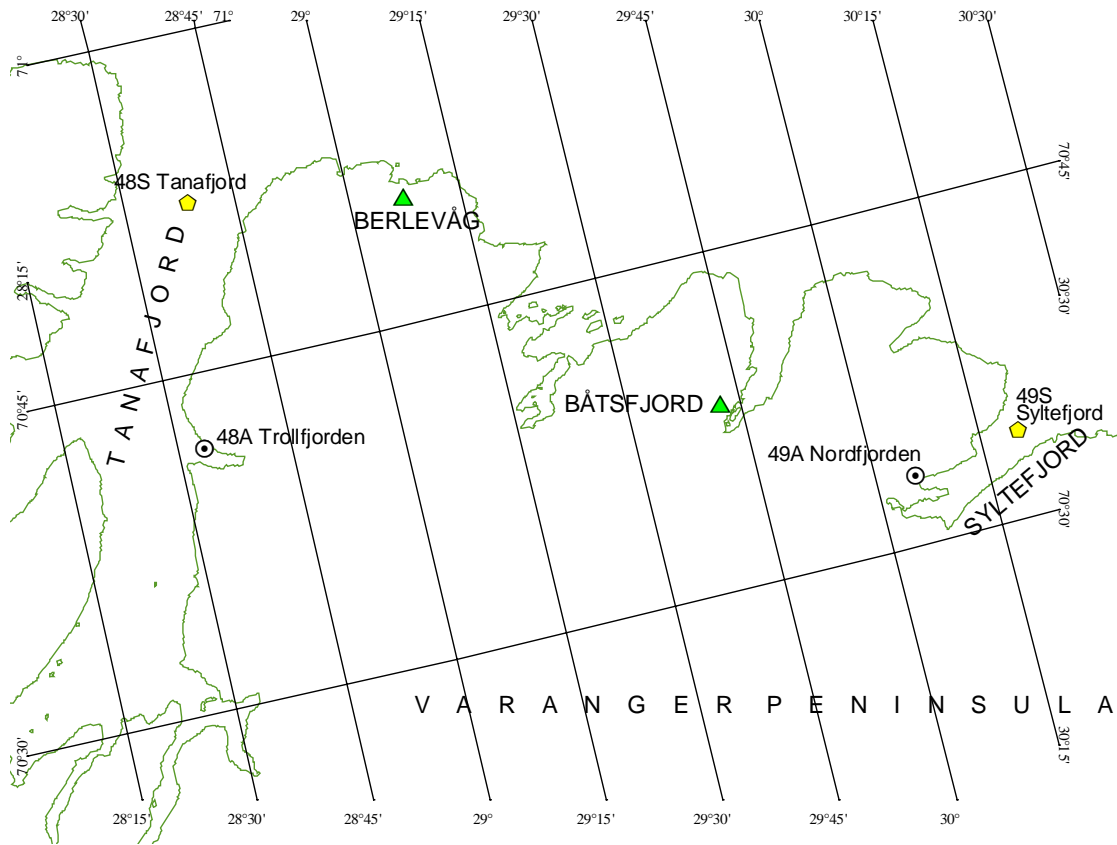 28°30' 28°45' 71° 29° 29°15' 29°30' 29°45' 30° 30°15' 30°30'
71°
70°45'
48S Tanafjord
BERLEVÅG
28°15'
30°30'
TANAFJORD
70°45'
BÅTSFJORD
49S
Syltefjord
48A Trollfjorden
49A Nordfjorden
SYLTEFJORD
70°30'
VARANGERPENINSULA
70°30'
30°15'
28°15' 28°30' 28°45' 29° 29°15' 29°30' 29°45' 30°